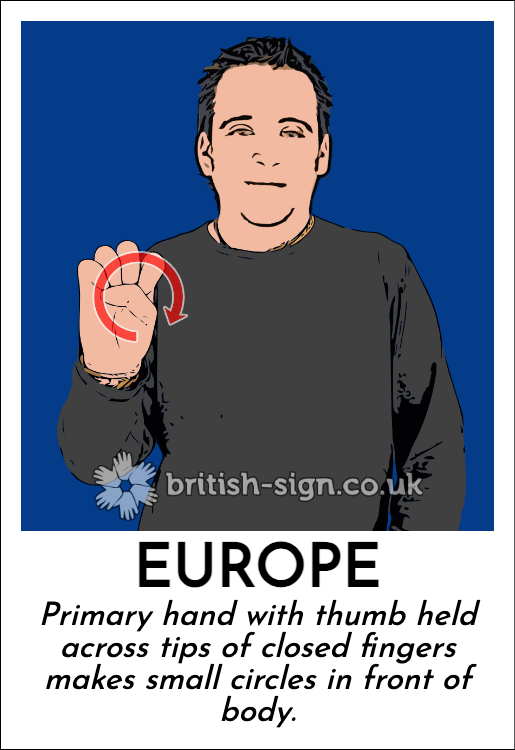 british-sign.co.uk
EUROPE
Primary hand with thumb held
across tips of closed fingers
makes small circles in front of
body.